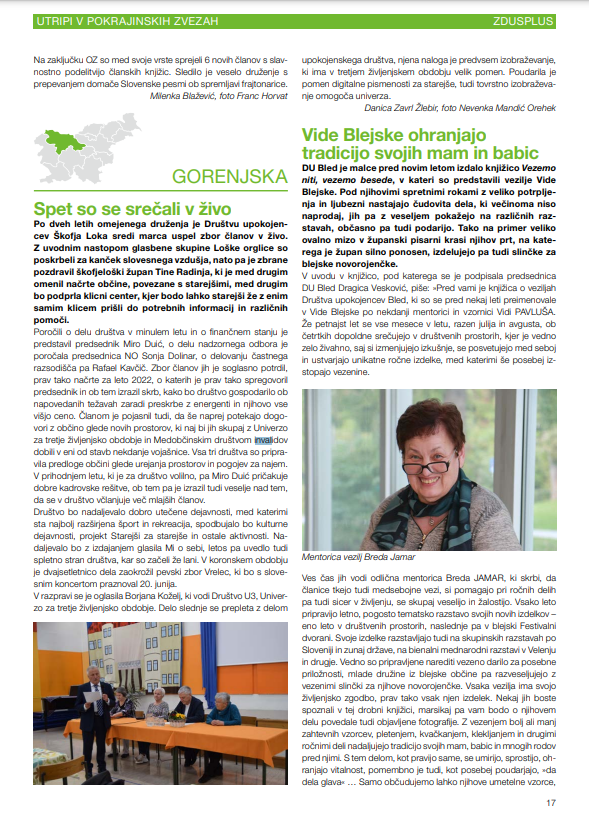 UTRIPI V POKRAJINSKIH ZVEZAH
ZDUSPLUS
Na zaključku OZ so med svoje vrste sprejeli 6 novih članov s slav-
nostno podelitvijo članskih knjižic. Sledilo je veselo druženje s
prepevanjem domače Slovenske pesmi ob spremljavi frajtonarice.
Milenka Blažević, foto Franc Horvat
GORENJSKA
Spet so se srečali v živo
Po dveh letih omejenega druženja je Društvu upokojen-
cev Škofja Loka sredi marca uspel zbor članov v živo.
Z uvodnim nastopom glasbene skupine Loške orglice so
poskrbeli za kanček slovesnega vzdušja, nato pa je zbrane
pozdravil škofjeloški župan Tine Radinja, ki je med drugim
omenil načrte občine, povezane s starejšimi, med drugim
bo podprla klicni center, kjer bodo lahko starejši že z enim
samim klicem prišli do potrebnih informacij in različnih
pomoči.
Poročili o delu društva v minulem letu in o finančnem stanju je
predstavil predsednik Miro Duić, o delu nadzornega odbora je
poročala predsednica NO Sonja Dolinar, o delovanju častnega
razsodišča pa Rafael Kavčič. Zbor članov jih je soglasno potrdil,
prav tako načrte za leto 2022, o katerih je prav tako spregovoril
predsednik in ob tem izrazil skrb, kako bo društvo gospodarilo ob
napovedanih težavah zaradi preskrbe z energenti in njihovo vse
višjo ceno. Članom je pojasnil tudi, da še naprej potekajo dogo-
vori z občino glede novih prostorov, ki naj bi jih skupaj z Univerzo
za tretje življenjsko obdobje in Medobčinskim društvom invalidov
dobili v eni od stavb nekdanje vojašnice. Vsa tri društva so pripra-
vila predloge občini glede urejanja prostorov in pogojev za najem.
V prihodnjem letu, ki je za društvo volilno, pa Miro Duić pričakuje
dobre kadrovske rešitve, ob tem pa je izrazil tudi veselje nad tem,
da se v društvo včlanjuje več mlajših članov.
Društvo bo nadaljevalo dobro utečene dejavnosti, med katerimi
sta najbolj razširjena šport in rekreacija, spodbujalo bo kulturne
dejavnosti, projekt Starejši za starejše in ostale aktivnosti. Na-
daljevalo bo z izdajanjem glasila Mi o sebi, letos pa uvedlo tudi
spletno stran društva, kar so začeli že lani. V koronskem obdobju
je dvajsetletnico dela zaokrožil pevski zbor Vrelec, ki bo s slove-
snim koncertom praznoval 20. junija.
V razpravi se je oglasila Borjana Koželj, ki vodi Društvo U3, Univer-
zo za tretje življenjsko obdobje. Delo slednje se prepleta z delom
upokojenskega društva, njena naloga je predvsem izobraževanje,
ki ima v tretjem življenjskem obdobju velik pomen. Poudarila je
pomen digitalne pismenosti za starejše, tudi tovrstno izobraževa-
nje omogoča univerza.
Danica Zavrl Žlebir, foto Nevenka Mandić Orehek
Vide Blejske ohranjajo
tradicijo svojih mam in babic
DU Bled je malce pred novim letom izdalo knjižico Vezemo
niti, vezemo besede, v kateri so predstavili vezilje Vide
Blejske. Pod njihovimi spretnimi rokami z veliko potrplje-
nja in ljubezni nastajajo čudovita dela, ki večinoma niso
naprodaj, jih pa z veseljem pokažejo na različnih raz-
stavah, občasno pa tudi podarijo. Tako na primer veliko
ovalno mizo v županski pisarni krasi njihov prt, na kate-
rega je župan silno ponosen, izdelujejo pa tudi slinčke za
blejske novorojenčke.
V uvodu v knjižico, pod katerega se je podpisala predsednica
DU Bled Dragica Vesković, piše: »Pred vami je knjižica o veziljah
Društva upokojencev Bled, ki so se pred nekaj leti preimenovale
v Vide Blejske po nekdanji mentorici in vzornici Vidi PAVLUŠA.
Že petnajst let se vse mesece v letu, razen julija in avgusta, ob
četrtkih dopoldne srečujejo v društvenih prostorih, kjer je vedno
zelo živahno, saj si izmenjujejo izkušnje, se posvetujejo med seboj
in ustvarjajo unikatne ročne izdelke, med katerimi še posebej iz-
stopajo vezenine.
Mentorica vezilj Breda Jamar
Ves čas jih vodi odlična mentorica Breda JAMAR, ki skrbi, da
članice tkejo tudi medsebojne vezi, si pomagajo pri ročnih delih
pa tudi sicer v življenju, se skupaj veselijo in žalostijo. Vsako leto
pripravijo letno, pogosto tematsko razstavo svojih novih izdelkov –
eno leto v društvenih prostorih, naslednje pa v blejski Festivalni
dvorani. Svoje izdelke razstavljajo tudi na skupinskih razstavah po
Sloveniji in zunaj države, na bienalni mednarodni razstavi v Velenju
in drugje. Vedno so pripravljene narediti vezeno darilo za posebne
priložnosti, mlade družine iz blejske občine pa razveseljujejo z
vezenimi slinčki za njihove novorojenčke. Vsaka vezilja ima svojo
življenjsko zgodbo, prav tako vsak njen izdelek. Nekaj jih boste
spoznali v tej drobni knjižici, marsikaj pa vam bodo o njihovem
delu povedale tudi objavljene fotografije. Z vezenjem bolj ali manj
zahtevnih vzorcev, pletenjem, kvačkanjem, klekljanjem in drugimi
ročnimi deli nadaljujejo tradicijo svojih mam, babic in mnogih rodov
pred njimi. S tem delom, kot pravijo same, se umirijo, sprostijo, oh-
ranjajo vitalnost, pomembno je tudi, kot posebej poudarjajo, »da
dela glava« … Samo občudujemo lahko njihove umetelne vzorce,
17